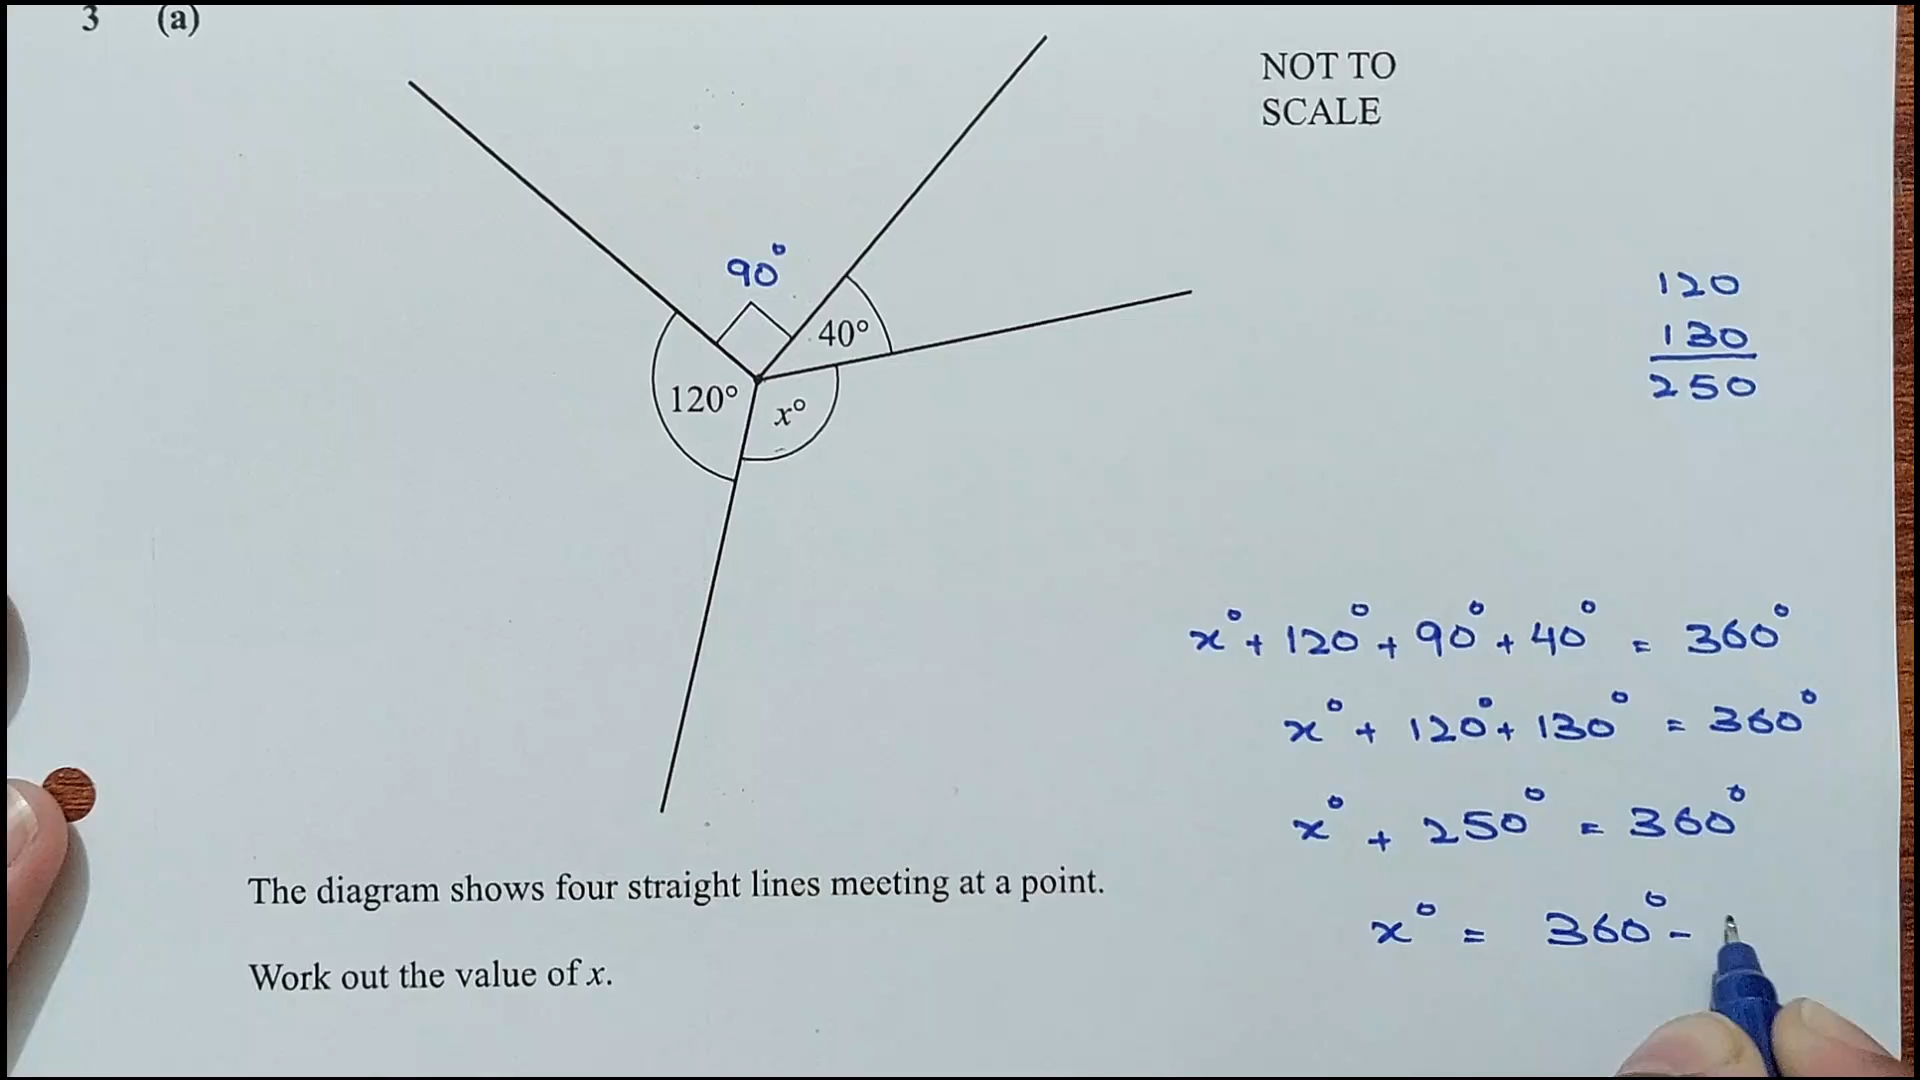 3 (a)
NOT TO
SCALE
90°
40°
120°
x°
120
130
250
x° + 120° + 90° + 40° = 360°
x° + 120° + 130° = 360°
x° + 250° = 360°
x° = 360° -
The diagram shows four straight lines meeting at a point.
Work out the value of x.